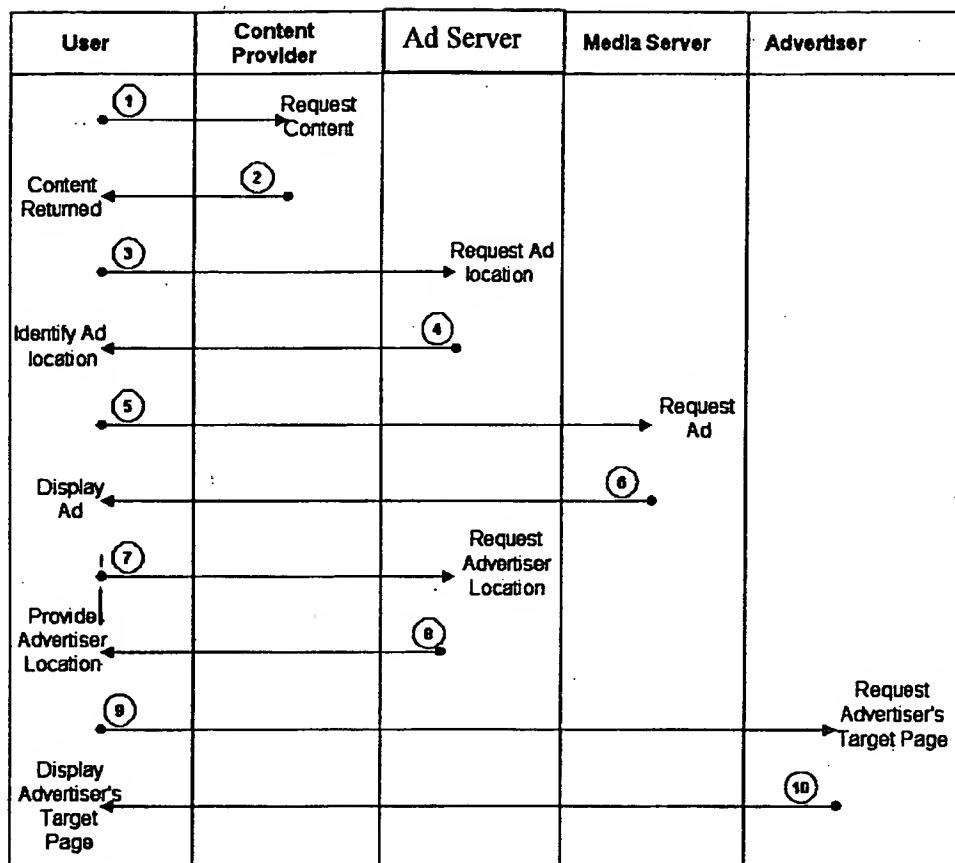 User
Content
Provider
Ad Server
Media Server
Advertiser
1
Request
Content
2
Content
Returned
3
Request Ad
location
4
Identify Ad
location
5
Request
Ad
6
Display
Ad
7
Request
Advertiser
Location
8
Provide
Advertiser
Location
9
Request
Advertiser's
Target Page
10
Display
Advertiser's
Target
Page